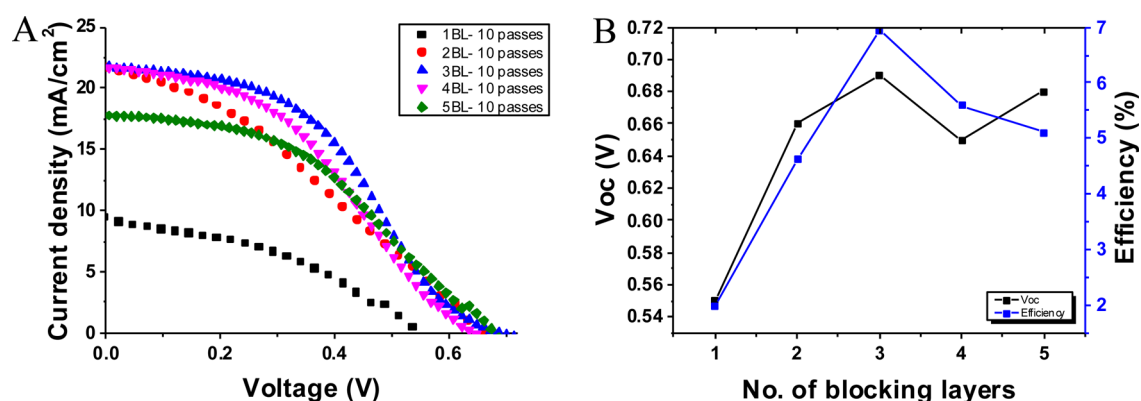 A
Current density (mA/cm²)
25
20
15
10
5
0
0.0
0.2
0.4
0.6
Voltage (V)
1BL- 10 passes
2BL- 10 passes
3BL- 10 passes
4BL- 10 passes
5BL- 10 passes
B
Voc (V)
0.72
0.70
0.68
0.66
0.64
0.62
0.60
0.58
0.56
0.54
1
2
3
4
5
No. of blocking layers
Voc
Efficiency
7
6
5
4
3
2
Efficiency (%)